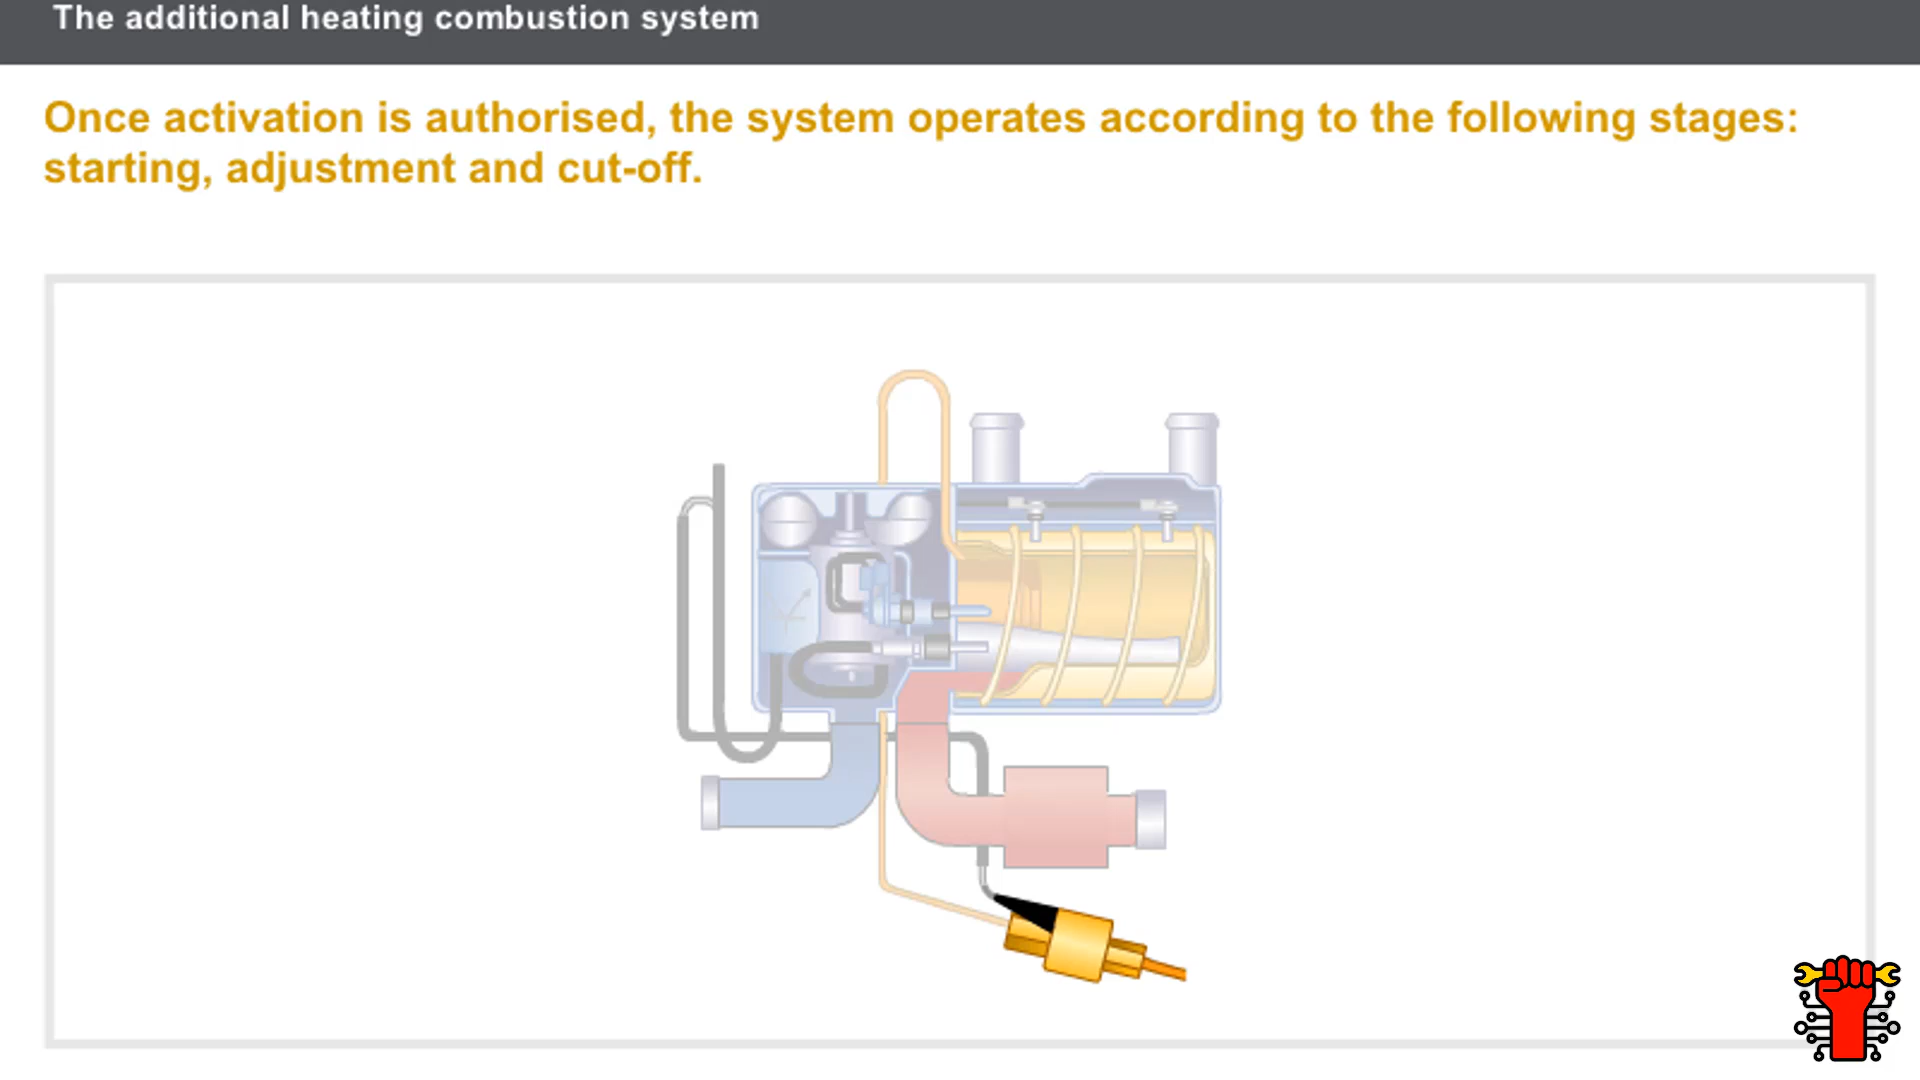 The additional heating combustion system
Once activation is authorised, the system operates according to the following stages:
starting, adjustment and cut-off.